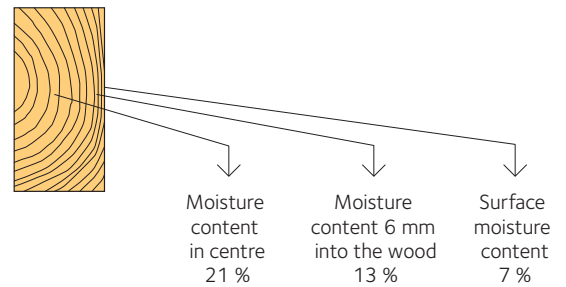 Moisture
content
in centre
21 %
Moisture
content 6 mm
into the wood
13 %
Surface
moisture
content
7 %